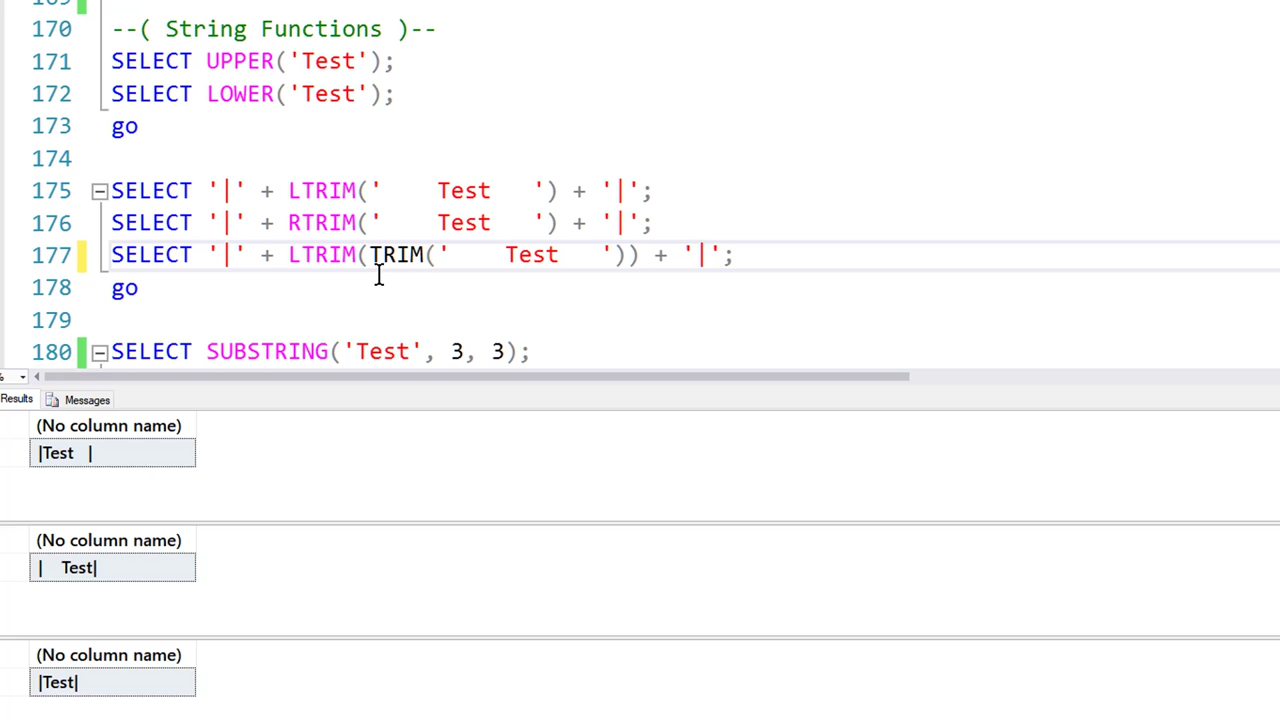 170 --( String Functions )--
171 SELECT UPPER('Test');
172 SELECT LOWER('Test');
173 go
174
175 SELECT '|' + LTRIM('    Test   ') + '|';
176 SELECT '|' + RTRIM('    Test   ') + '|';
177 SELECT '|' + LTRIM(TRIM('    Test   ')) + '|';
178 go
179
180 SELECT SUBSTRING('Test', 3, 3);
%
Results Messages
(No column name)
|Test   |
(No column name)
|    Test|
(No column name)
|Test|